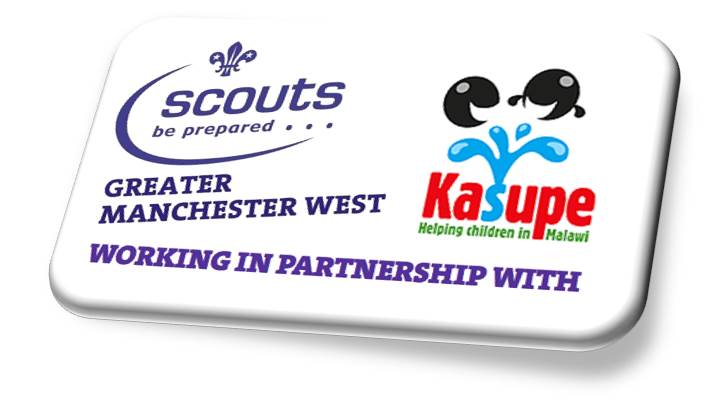 scouts
be prepared . . .
GREATER
MANCHESTER WEST
Kasupe
Helping children in Malawi
WORKING IN PARTNERSHIP WITH